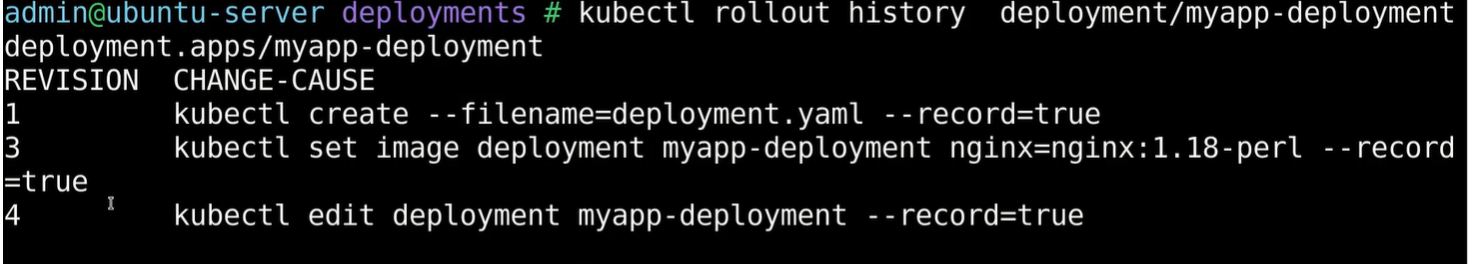 admin@ubuntu-server deployments # kubectl rollout history  deployment/myapp-deployment
deployment.apps/myapp-deployment
REVISION  CHANGE-CAUSE
1         kubectl create --filename=deployment.yaml --record=true
3         kubectl set image deployment myapp-deployment nginx=nginx:1.18-perl --record
=true
4         kubectl edit deployment myapp-deployment --record=true